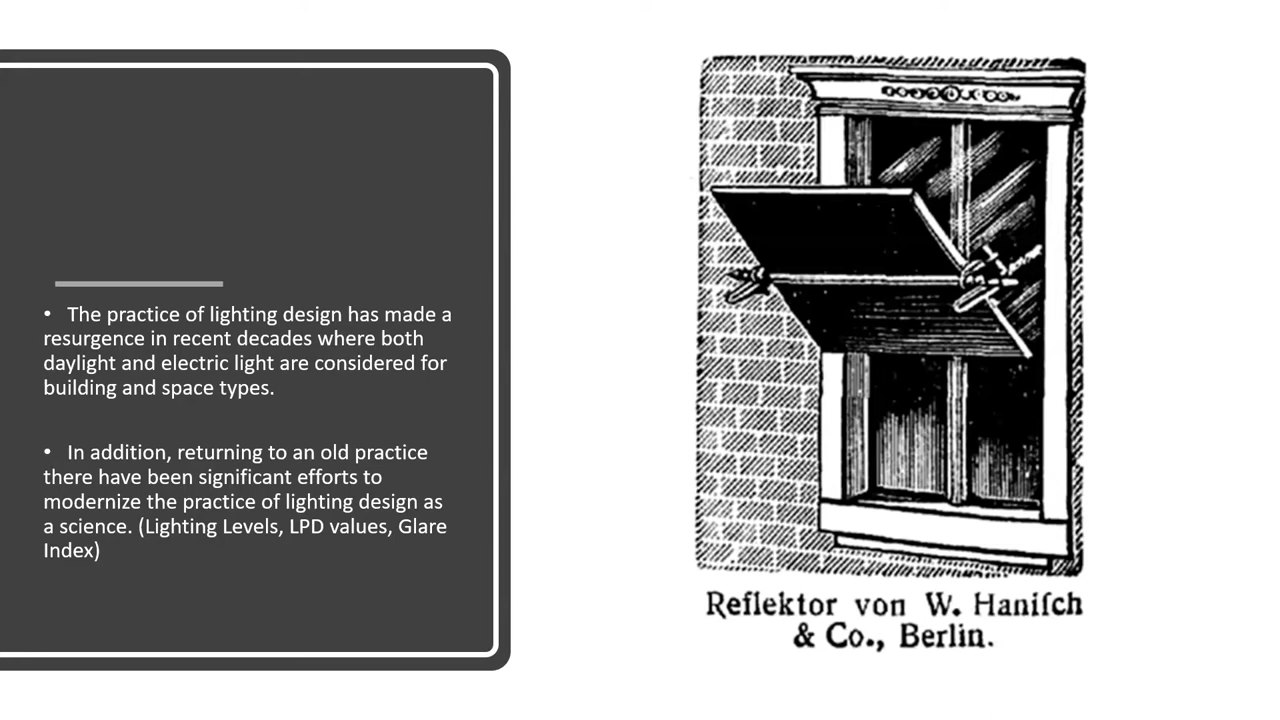 • The practice of lighting design has made a
resurgence in recent decades where both
daylight and electric light are considered for
building and space types.
• In addition, returning to an old practice
there have been significant efforts to
modernize the practice of lighting design as
a science. (Lighting Levels, LPD values, Glare
Index)
Reflektor von W. Haniſch
& Co., Berlin.